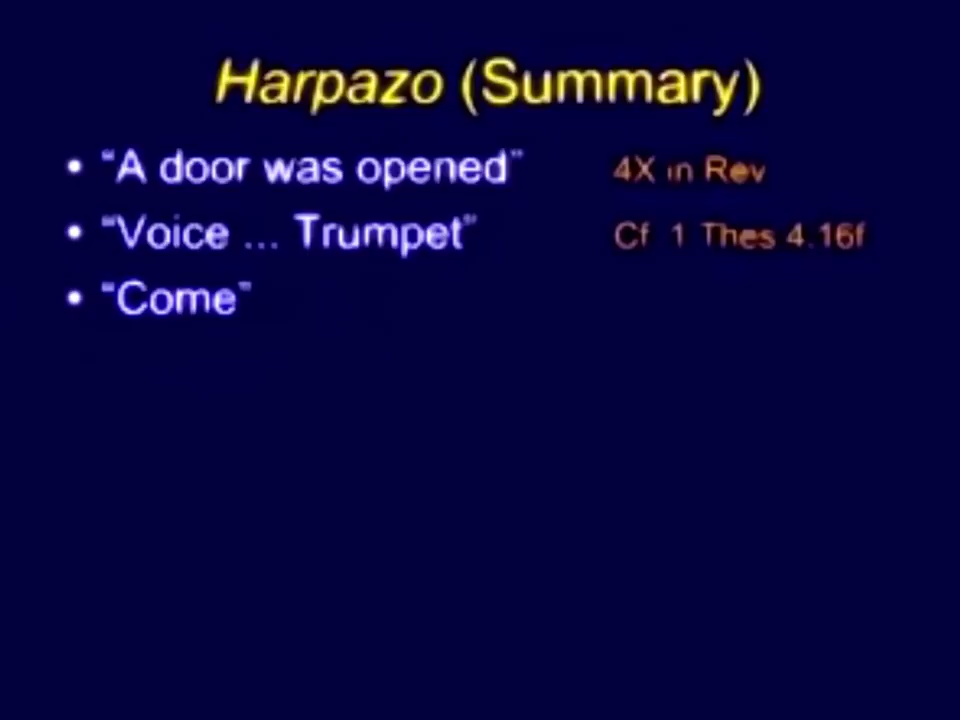 Harpazo (Summary)
• "A door was opened" 4X in Rev
• "Voice ... Trumpet" Cf 1 Thes 4.16f
• "Come"